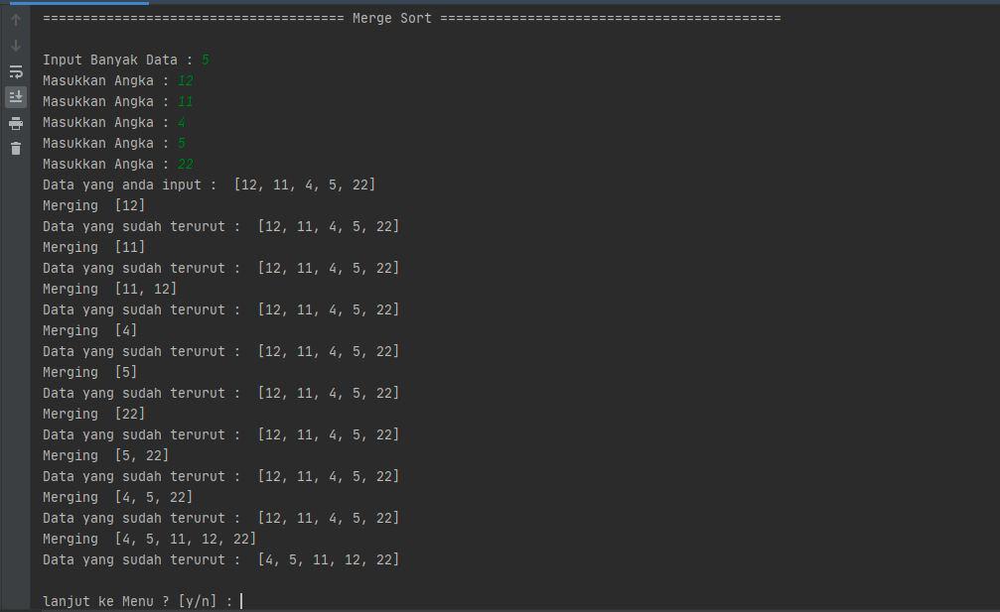 ====================================== Merge Sort ===========================================
Input Banyak Data : 5
Masukkan Angka : 12
Masukkan Angka : 11
Masukkan Angka : 4
Masukkan Angka : 5
Masukkan Angka : 22
Data yang anda input :  [12, 11, 4, 5, 22]
Merging  [12]
Data yang sudah terurut :  [12, 11, 4, 5, 22]
Merging  [11]
Data yang sudah terurut :  [12, 11, 4, 5, 22]
Merging  [11, 12]
Data yang sudah terurut :  [12, 11, 4, 5, 22]
Merging  [4]
Data yang sudah terurut :  [12, 11, 4, 5, 22]
Merging  [5]
Data yang sudah terurut :  [12, 11, 4, 5, 22]
Merging  [22]
Data yang sudah terurut :  [12, 11, 4, 5, 22]
Merging  [5, 22]
Data yang sudah terurut :  [12, 11, 4, 5, 22]
Merging  [4, 5, 22]
Data yang sudah terurut :  [12, 11, 4, 5, 22]
Merging  [4, 5, 11, 12, 22]
Data yang sudah terurut :  [4, 5, 11, 12, 22]
lanjut ke Menu ? [y/n] :